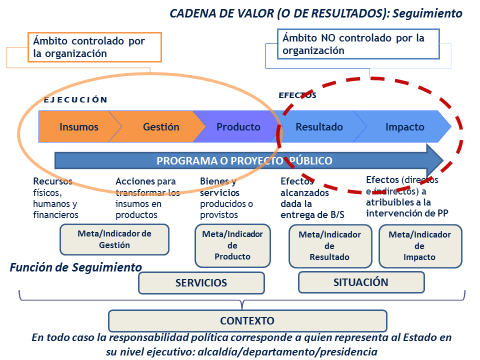 CADENA DE VALOR (O DE RESULTADOS): Seguimiento
Ámbito controlado por
la organización
Ámbito NO controlado por la
organización
EJECUCIÓN
EFECTOS
Insumos
Gestión
Producto
Resultado
Impacto
PROGRAMA O PROYECTO PÚBLICO
Recursos
físicos,
humanos y
financieros
Acciones para
transformar los
insumos en
productos
Bienes y
servicios
producidos o
provistos
Efectos
alcanzados
dada la
entrega de B/S
Efectos (directos
e indirectos) a
atribuibles a la
intervención de PP
Meta/Indicador de
Gestión
Meta/Indicador
de
Producto
Meta/Indicador
de
Resultado
Meta/Indicador
de
Impacto
Función de Seguimiento
SERVICIOS
SITUACIÓN
CONTEXTO
En todo caso la responsabilidad política corresponde a quien representa al Estado en
su nivel ejecutivo: alcaldía/departamento/presidencia